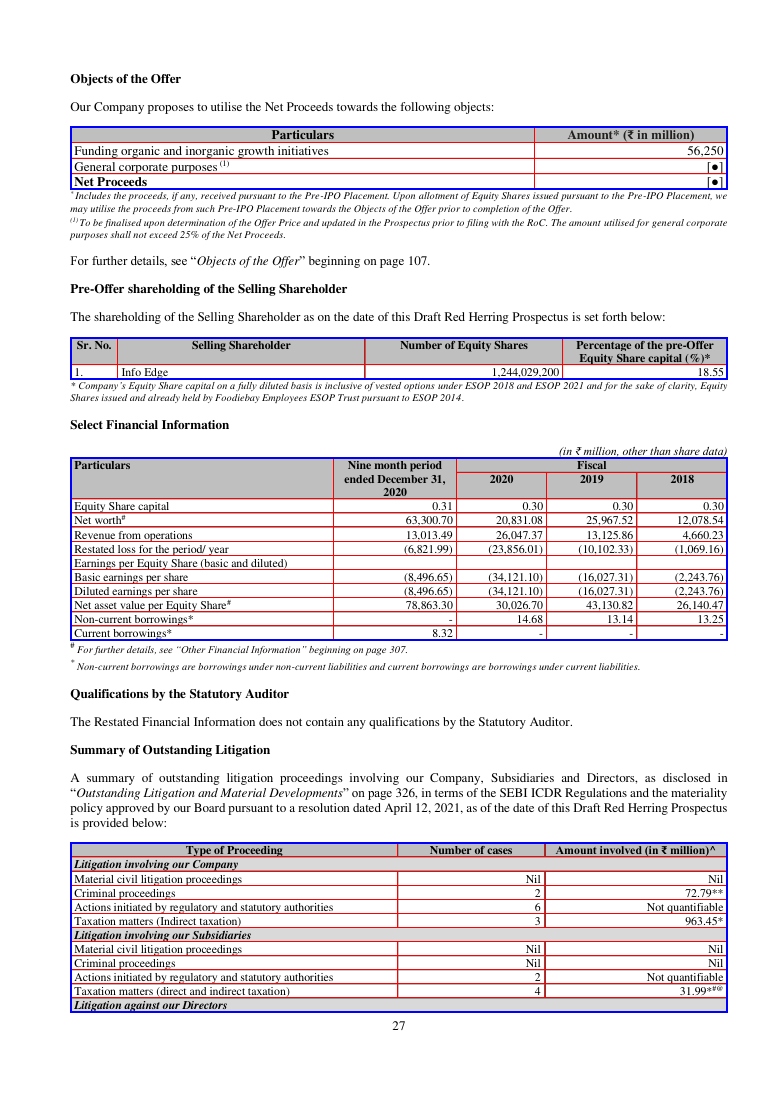 Objects of the Offer
Our Company proposes to utilise the Net Proceeds towards the following objects:
Particulars Amount* (₹ in million)
Funding organic and inorganic growth initiatives 56,250
General corporate purposes (1) [●]
Net Proceeds [●]
* Includes the proceeds, if any, received pursuant to the Pre-IPO Placement. Upon allotment of Equity Shares issued pursuant to the Pre-IPO Placement, we
may utilise the proceeds from such Pre-IPO Placement towards the Objects of the Offer prior to completion of the Offer.
(1) To be finalised upon determination of the Offer Price and updated in the Prospectus prior to filing with the RoC. The amount utilised for general corporate
purposes shall not exceed 25% of the Net Proceeds.
For further details, see “Objects of the Offer” beginning on page 107.
Pre-Offer shareholding of the Selling Shareholder
The shareholding of the Selling Shareholder as on the date of this Draft Red Herring Prospectus is set forth below:
Sr. No. Selling Shareholder Number of Equity Shares Percentage of the pre-Offer
Equity Share capital (%)*
1. Info Edge 1,244,029,200 18.55
* Company’s Equity Share capital on a fully diluted basis is inclusive of vested options under ESOP 2018 and ESOP 2021 and for the sake of clarity, Equity
Shares issued and already held by Foodiebay Employees ESOP Trust pursuant to ESOP 2014.
Select Financial Information
(in ₹ million, other than share data)
Particulars Nine month period Fiscal
ended December 31, 2020 2019 2018
2020
Equity Share capital 0.31 0.30 0.30 0.30
Net worth# 63,300.70 20,831.08 25,967.52 12,078.54
Revenue from operations 13,013.49 26,047.37 13,125.86 4,660.23
Restated loss for the period/ year (6,821.99) (23,856.01) (10,102.33) (1,069.16)
Earnings per Equity Share (basic and diluted)
Basic earnings per share (8,496.65) (34,121.10) (16,027.31) (2,243.76)
Diluted earnings per share (8,496.65) (34,121.10) (16,027.31) (2,243.76)
Net asset value per Equity Share# 78,863.30 30,026.70 43,130.82 26,140.47
Non-current borrowings* - 14.68 13.14 13.25
Current borrowings* 8.32 - - -
# For further details, see “Other Financial Information” beginning on page 307.
* Non-current borrowings are borrowings under non-current liabilities and current borrowings are borrowings under current liabilities.
Qualifications by the Statutory Auditor
The Restated Financial Information does not contain any qualifications by the Statutory Auditor.
Summary of Outstanding Litigation
A summary of outstanding litigation proceedings involving our Company, Subsidiaries and Directors, as disclosed in
“Outstanding Litigation and Material Developments” on page 326, in terms of the SEBI ICDR Regulations and the materiality
policy approved by our Board pursuant to a resolution dated April 12, 2021, as of the date of this Draft Red Herring Prospectus
is provided below:
Type of Proceeding Number of cases Amount involved (in ₹ million)^
Litigation involving our Company
Material civil litigation proceedings Nil Nil
Criminal proceedings 2 72.79**
Actions initiated by regulatory and statutory authorities 6 Not quantifiable
Taxation matters (Indirect taxation) 3 963.45*
Litigation involving our Subsidiaries
Material civil litigation proceedings Nil Nil
Criminal proceedings Nil Nil
Actions initiated by regulatory and statutory authorities 2 Not quantifiable
Taxation matters (direct and indirect taxation) 4 31.99*#@
Litigation against our Directors
27